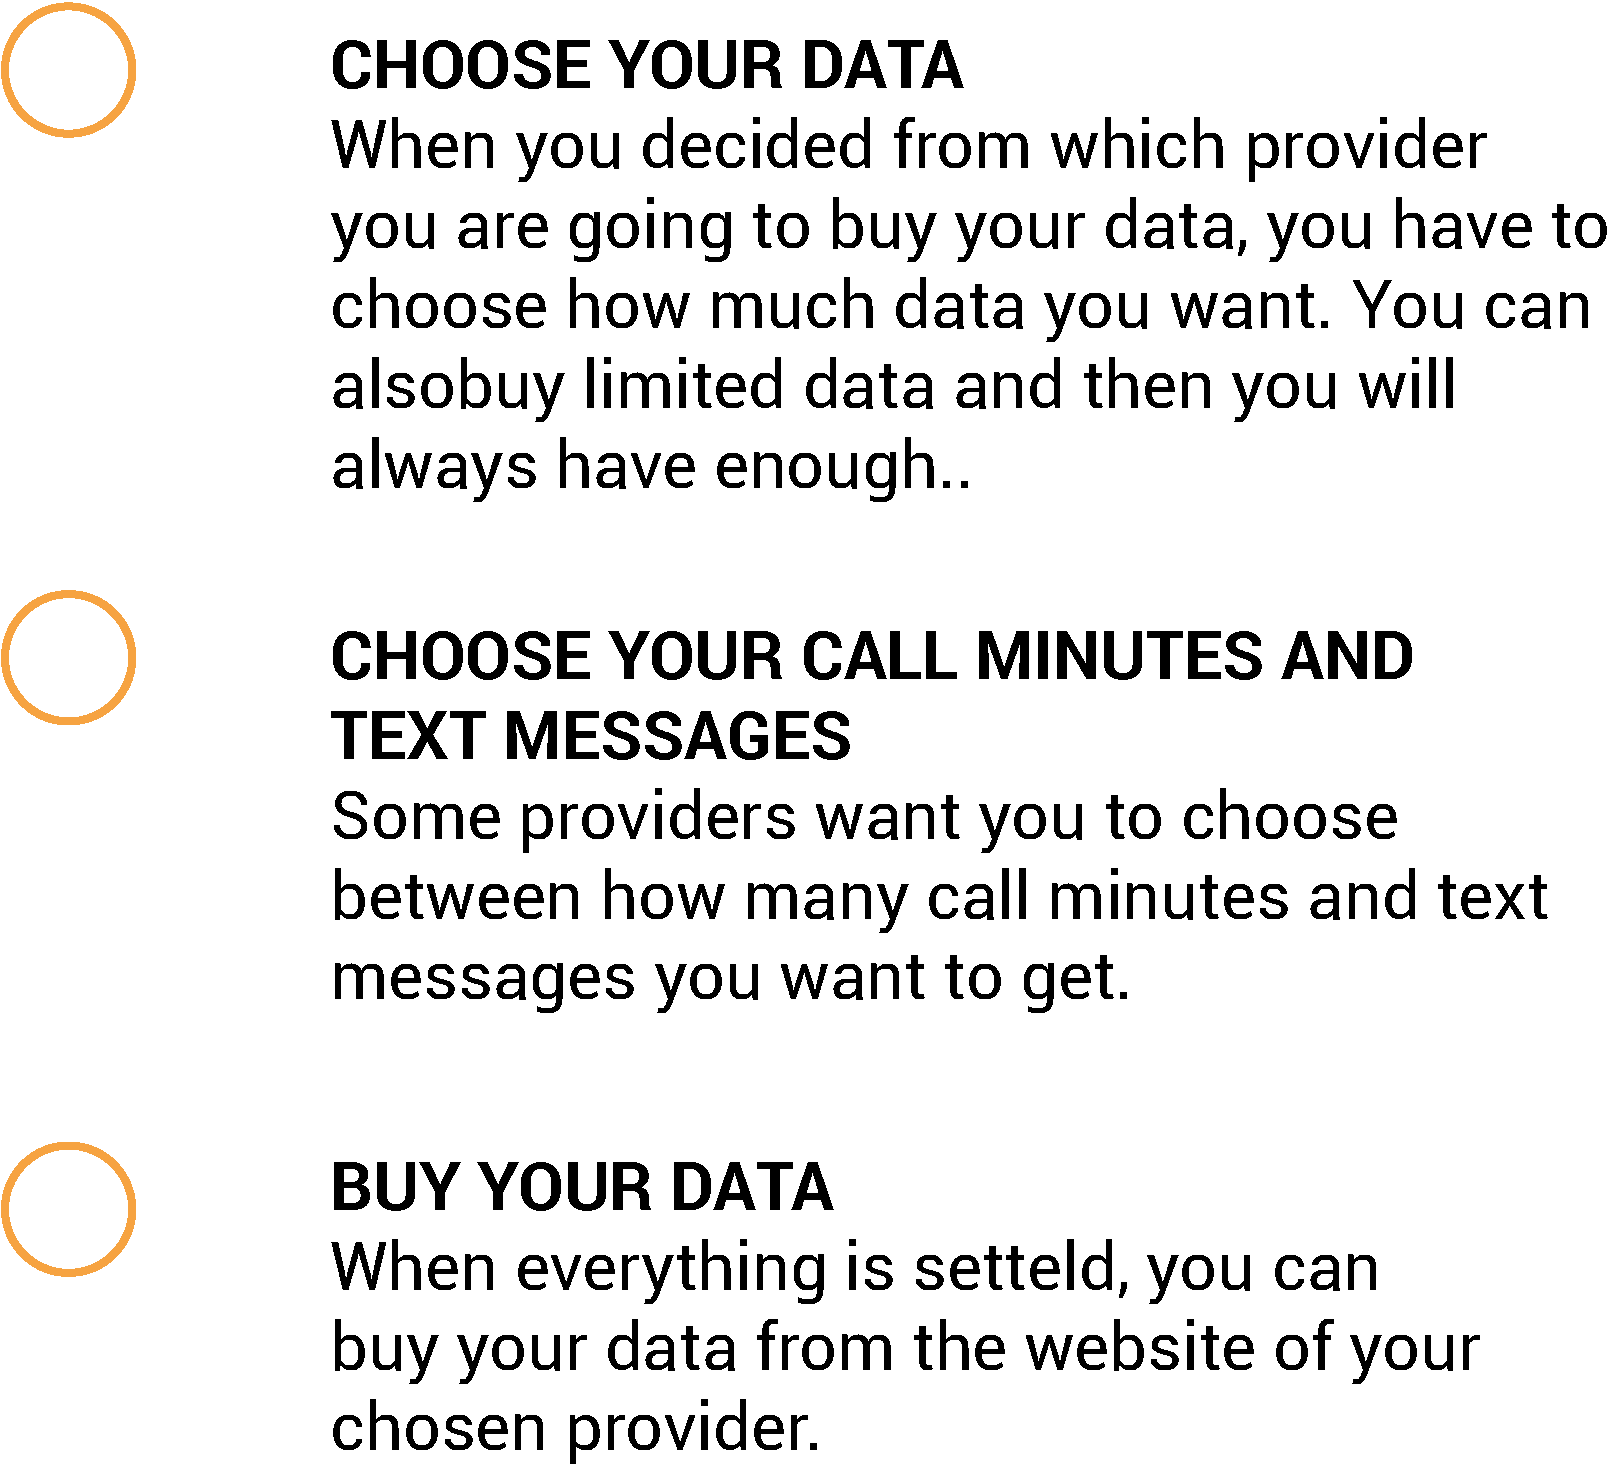 CHOOSE YOUR DATA
When you decided from which provider
you are going to buy your data, you have to
choose how much data you want. You can
alsobuy limited data and then you will
always have enough..
CHOOSE YOUR CALL MINUTES AND
TEXT MESSAGES
Some providers want you to choose
between how many call minutes and text
messages you want to get.
BUY YOUR DATA
When everything is setteld, you can
buy your data from the website of your
chosen provider.